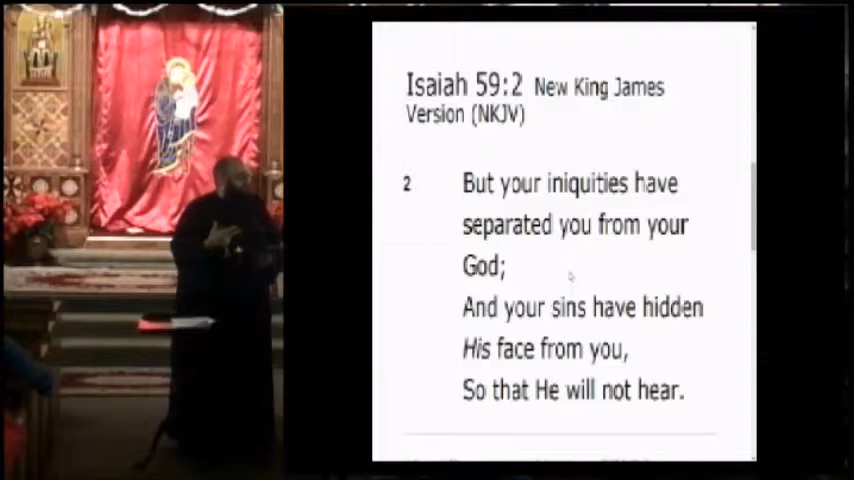 Isaiah 59:2 New King James
Version (NKJV)
2 But your iniquities have
separated you from your
God;
And your sins have hidden
His face from you,
So that He will not hear.